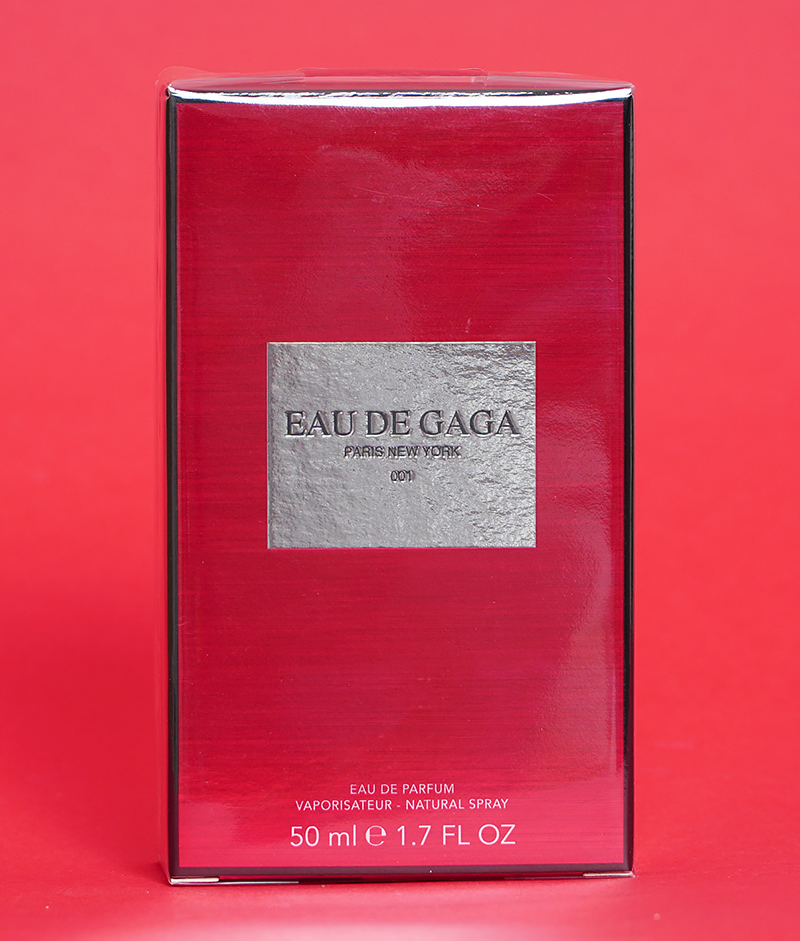 EAU DE GAGA
PARIS NEW YORK
001
EAU DE PARFUM
VAPORISATEUR - NATURAL SPRAY
50 ml ℮ 1.7 FL OZ